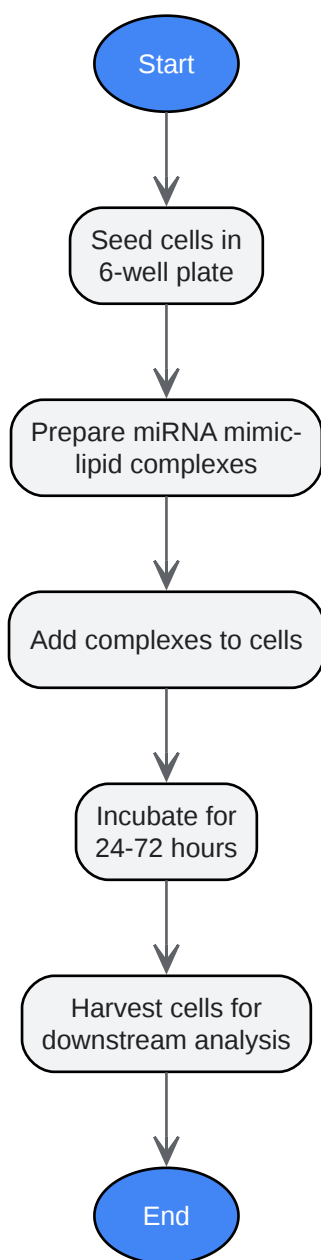 Start
Seed cells in
6-well plate
Prepare miRNA mimic-
lipid complexes
Add complexes to cells
Incubate for
24-72 hours
Harvest cells for
downstream analysis
End